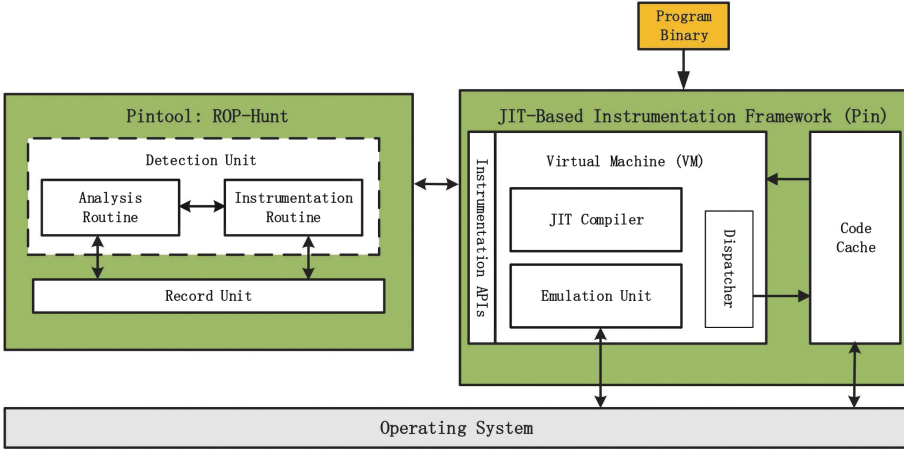 Program
Binary
Pintool: ROP-Hunt
Detection Unit
Analysis
Routine
Instrumentation
Routine
Record Unit
JIT-Based Instrumentation Framework (Pin)
Instrumentation APIs
Virtual Machine (VM)
JIT Compiler
Emulation Unit
Dispatcher
Code
Cache
Operating System